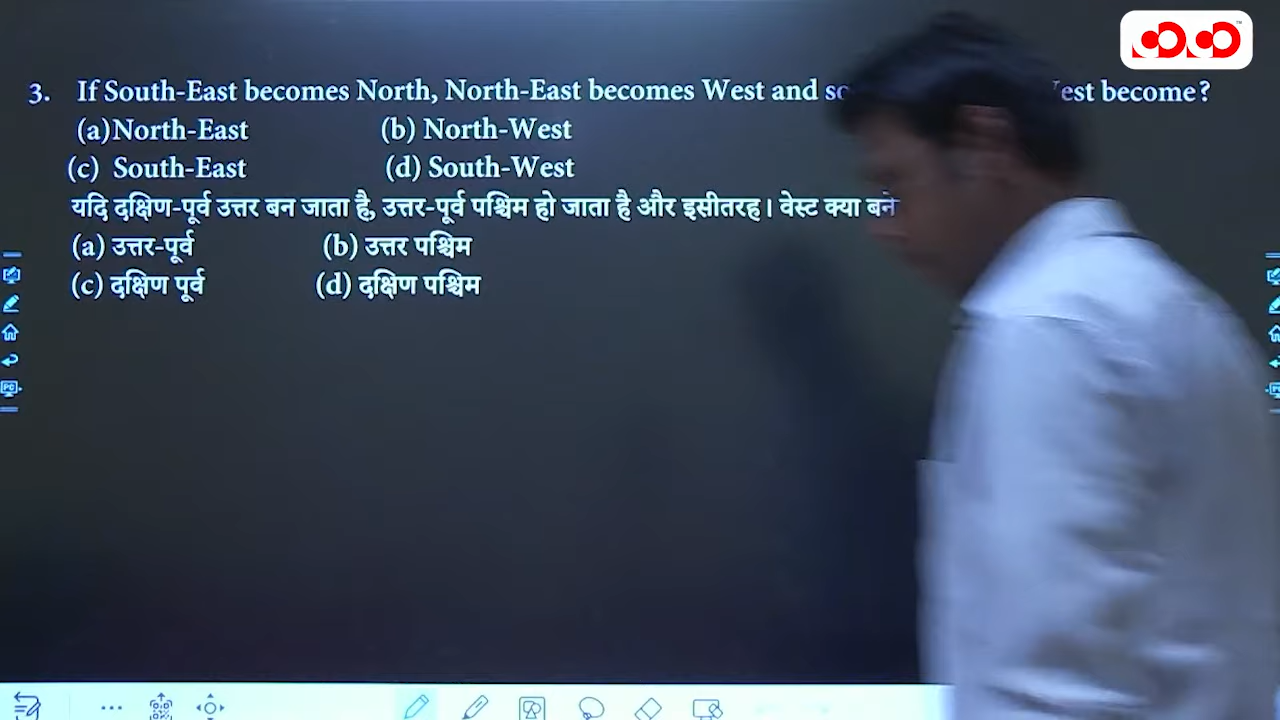 3. If South-East becomes North, North-East becomes West and so West become?
(a)North-East (b) North-West
(c) South-East (d) South-West
यदि दक्षिण-पूर्व उत्तर बन जाता है, उत्तर-पूर्व पश्चिम हो जाता है और इसीतरह। वेस्ट क्या बने
(a) उत्तर-पूर्व (b) उत्तर पश्चिम
(c) दक्षिण पूर्व (d) दक्षिण पश्चिम